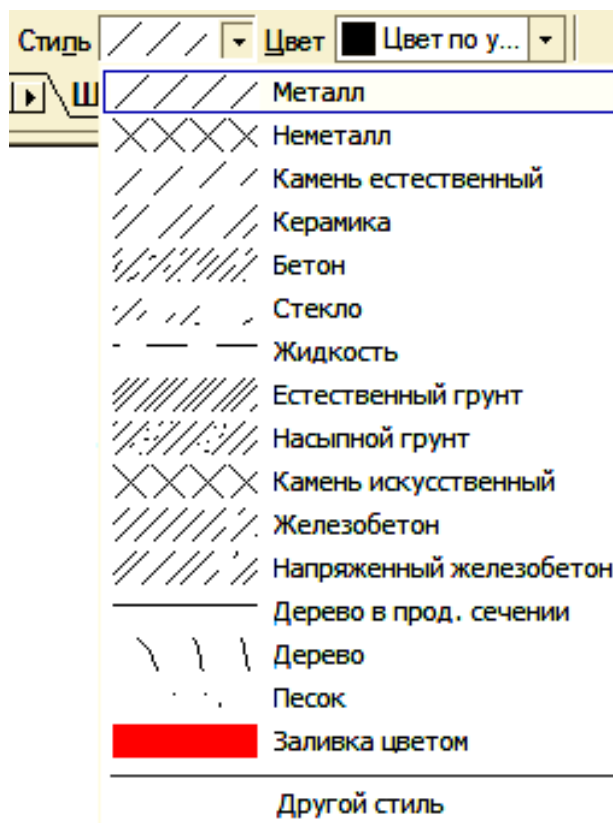 Стиль Цвет Цвет по у...
Ш
Металл
Неметалл
Камень естественный
Керамика
Бетон
Стекло
Жидкость
Естественный грунт
Насыпной грунт
Камень искусственный
Железобетон
Напряженный железобетон
Дерево в прод. сечении
Дерево
Песок
Заливка цветом
Другой стиль